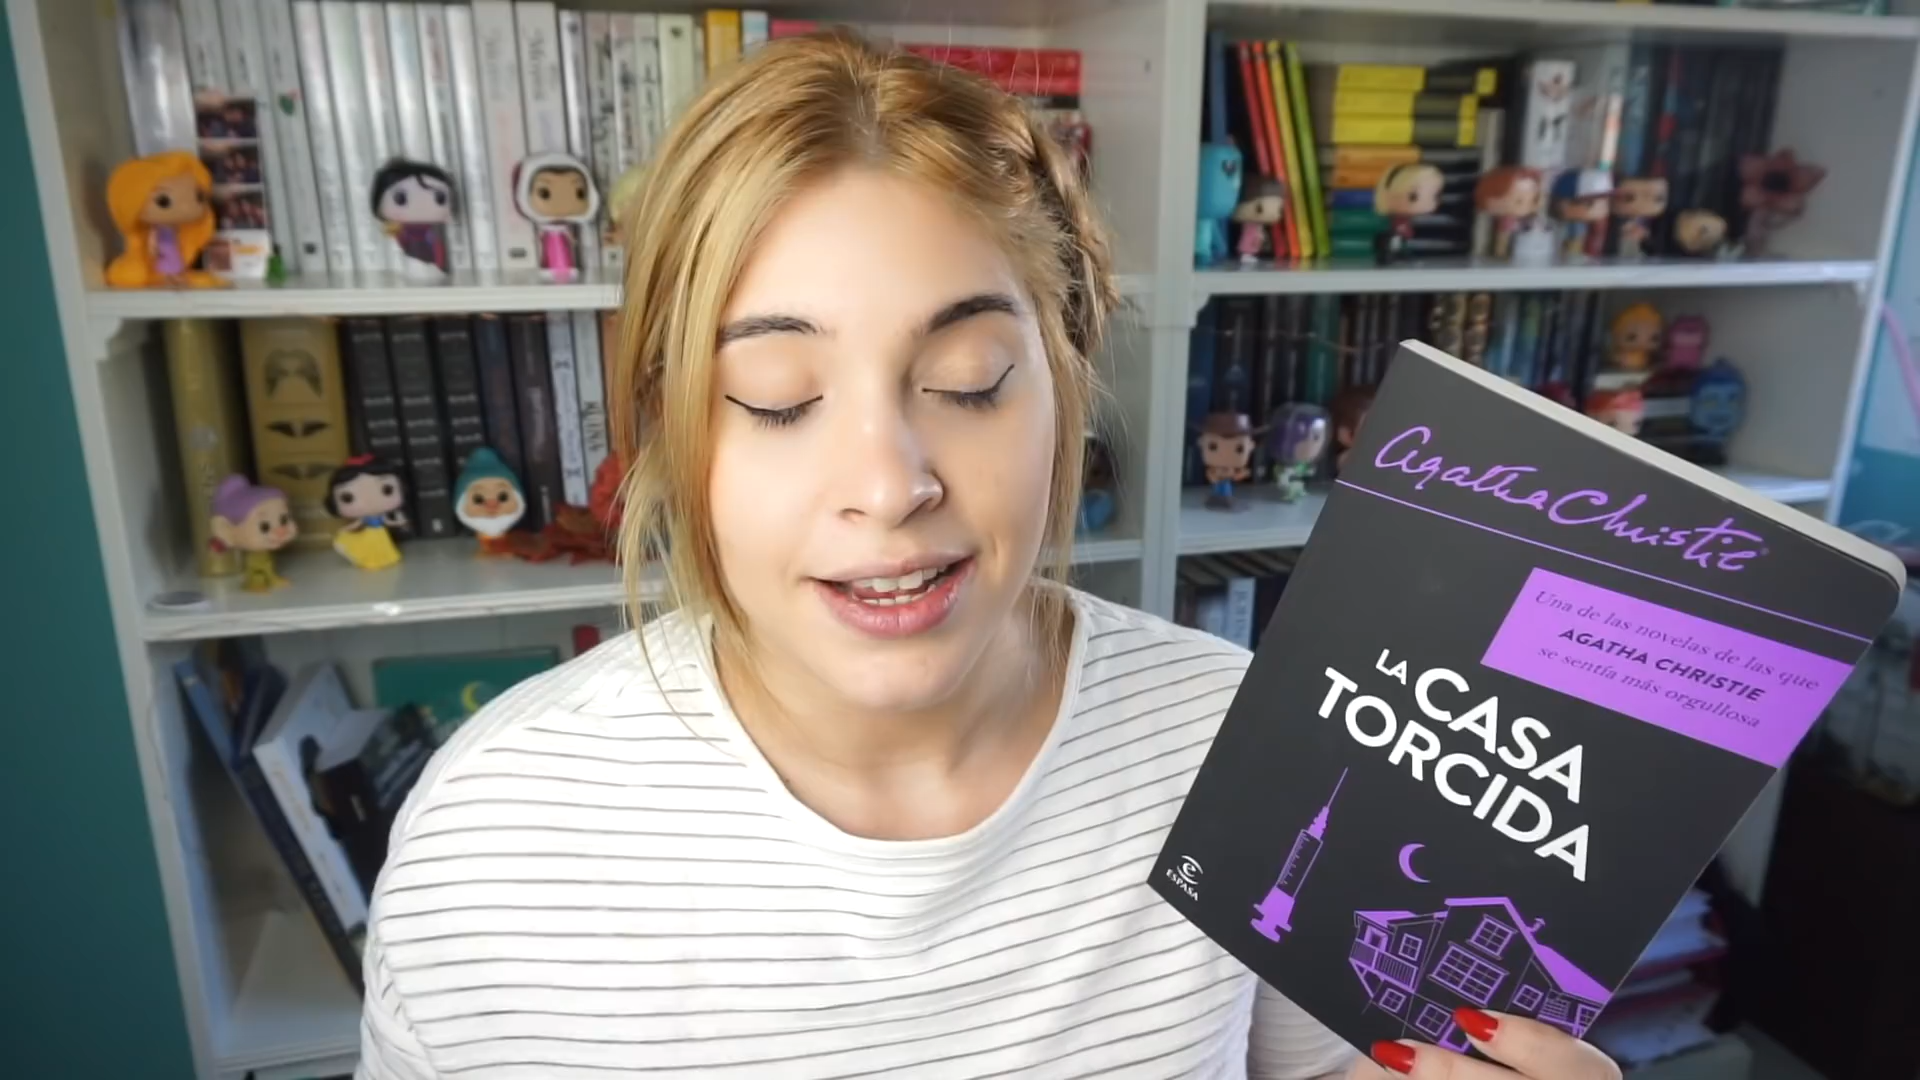 Agatha Christie
Una de las novelas de las que
AGATHA CHRISTIE
se sentía más orgullosa
LA CASA
TORCIDA
ESPASA